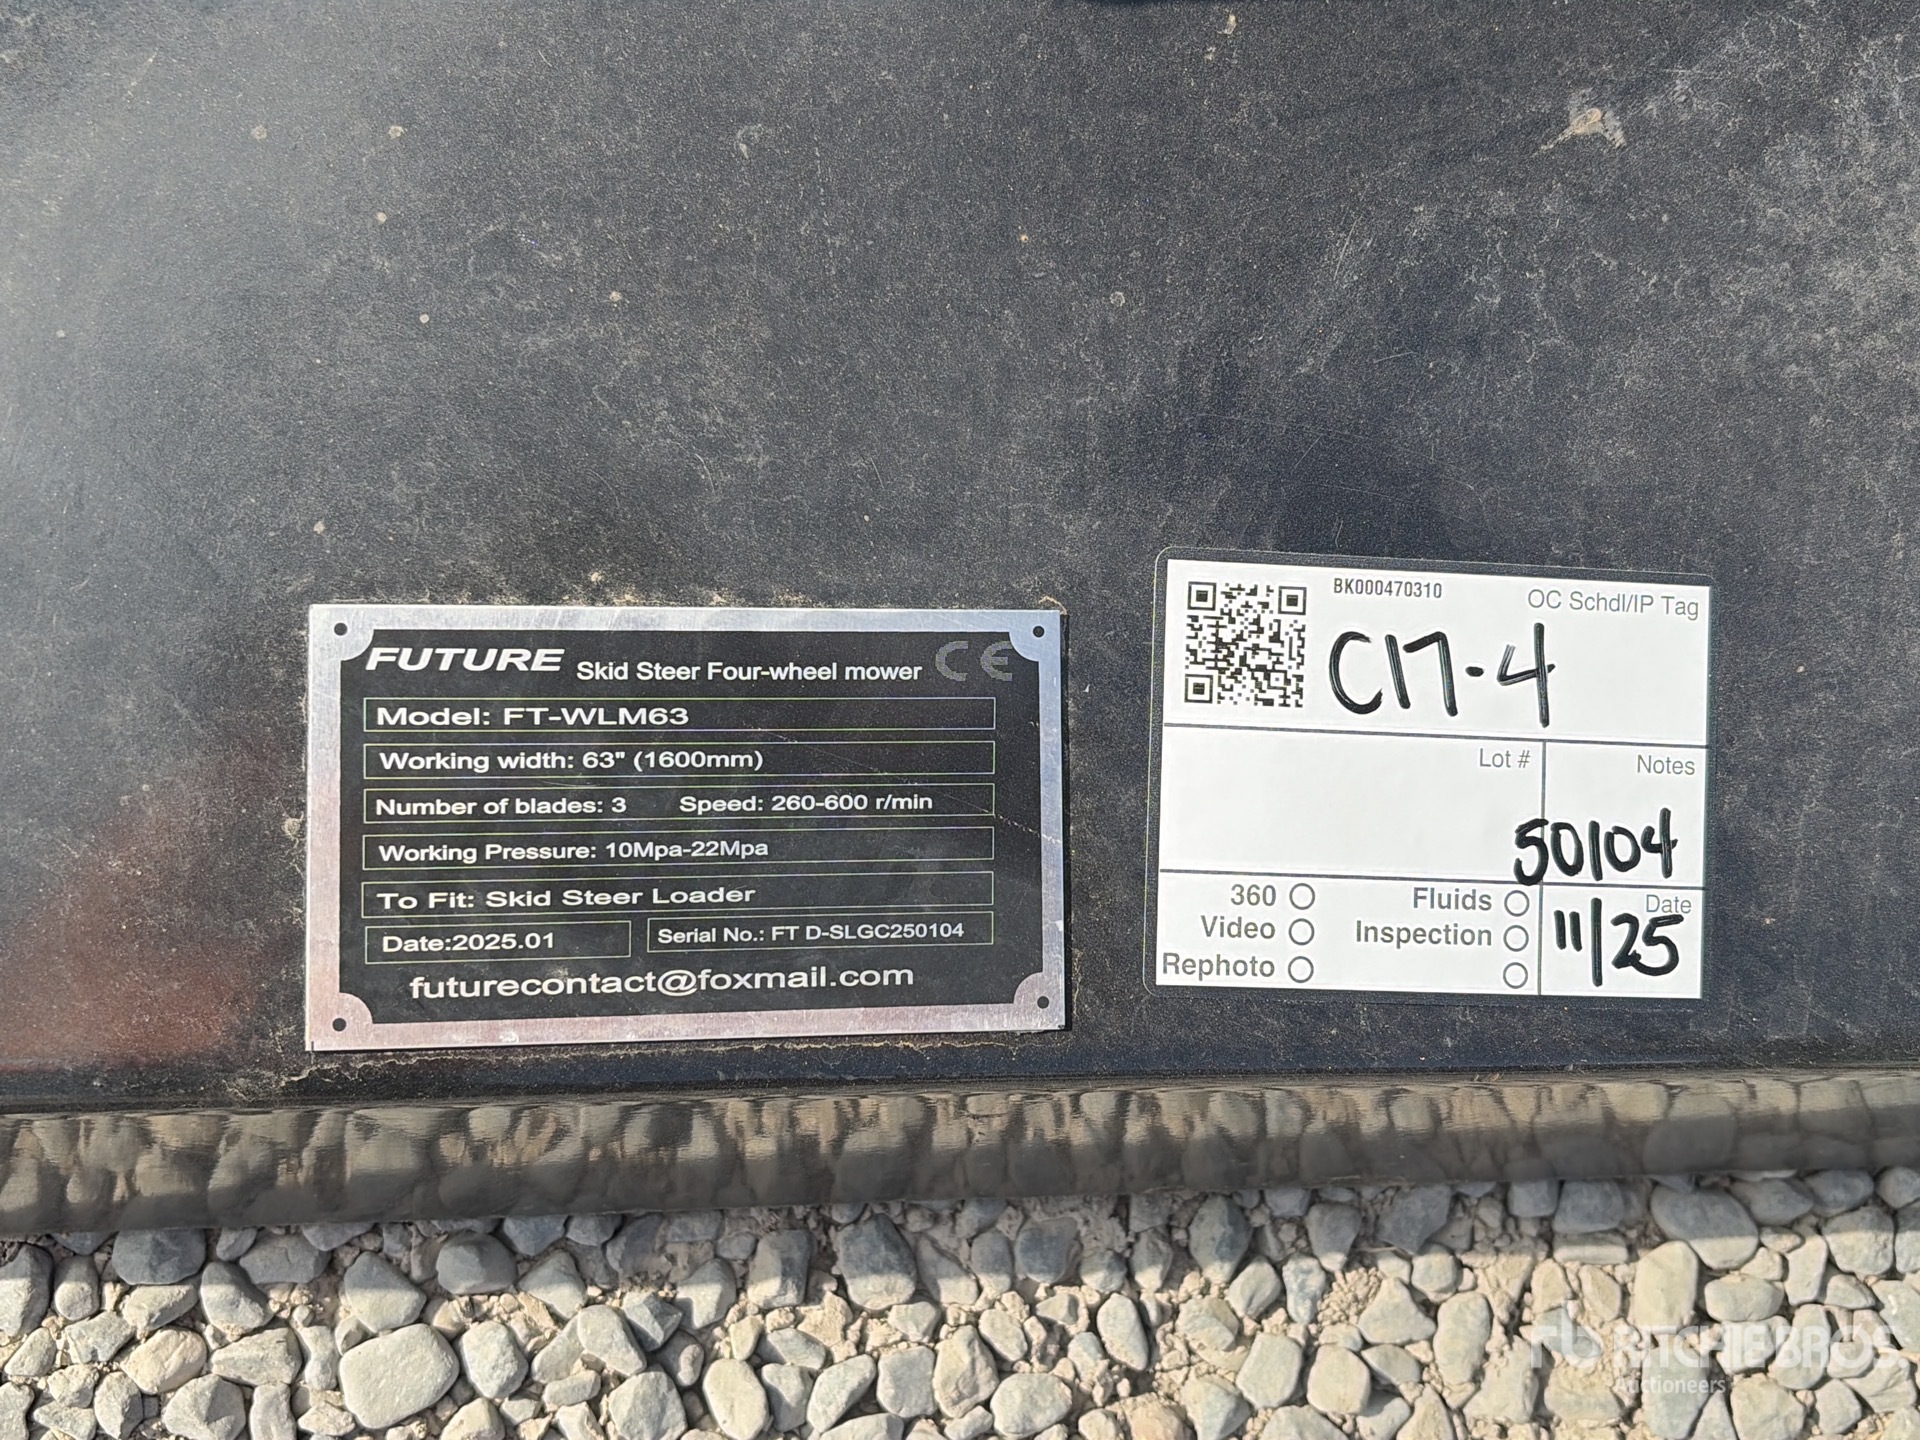 FUTURE Skid Steer Four-wheel mower CE
Model: FT-WLM63
Working width: 63" (1600mm)
Number of blades: 3 Speed: 260-600 r/min
Working Pressure: 10Mpa-22Mpa
To Fit: Skid Steer Loader
Date:2025.01 Serial No.: FT D-SLGC250104
futurecontact@foxmail.com
BK000470310 OC Schdl/IP Tag
C17-4
Lot # Notes
50104
360 Fluids Date
Video Inspection 11/25
Rephoto
rb RITCHIE BROS.
Auctioneers